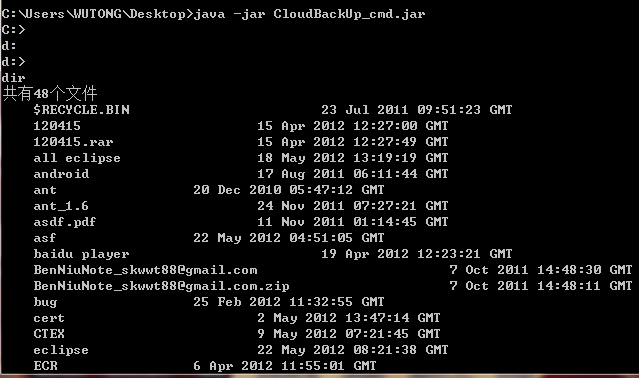 C:\Users\WUTONG\Desktop>java -jar CloudBackUp_cmd.jar
C:>
d:
d:>
dir
共有48个文件
$RECYCLE.BIN 23 Jul 2011 09:51:23 GMT
120415 15 Apr 2012 12:27:00 GMT
120415.rar 15 Apr 2012 12:27:49 GMT
all eclipse 18 May 2012 13:19:19 GMT
android 17 Aug 2011 06:11:44 GMT
ant 20 Dec 2010 05:47:12 GMT
ant_1.6 24 Nov 2011 07:27:21 GMT
asdf.pdf 11 Nov 2011 01:14:45 GMT
asf 22 May 2012 04:51:05 GMT
baidu player 19 Apr 2012 12:23:21 GMT
BenNiuNote_skwwt88@gmail.com 7 Oct 2011 14:48:30 GMT
BenNiuNote_skwwt88@gmail.com.zip 7 Oct 2011 14:48:11 GMT
bug 25 Feb 2012 11:32:55 GMT
cert 2 May 2012 13:47:14 GMT
CTEX 9 May 2012 07:21:45 GMT
eclipse 22 May 2012 08:21:38 GMT
ECR 6 Apr 2012 11:55:01 GMT